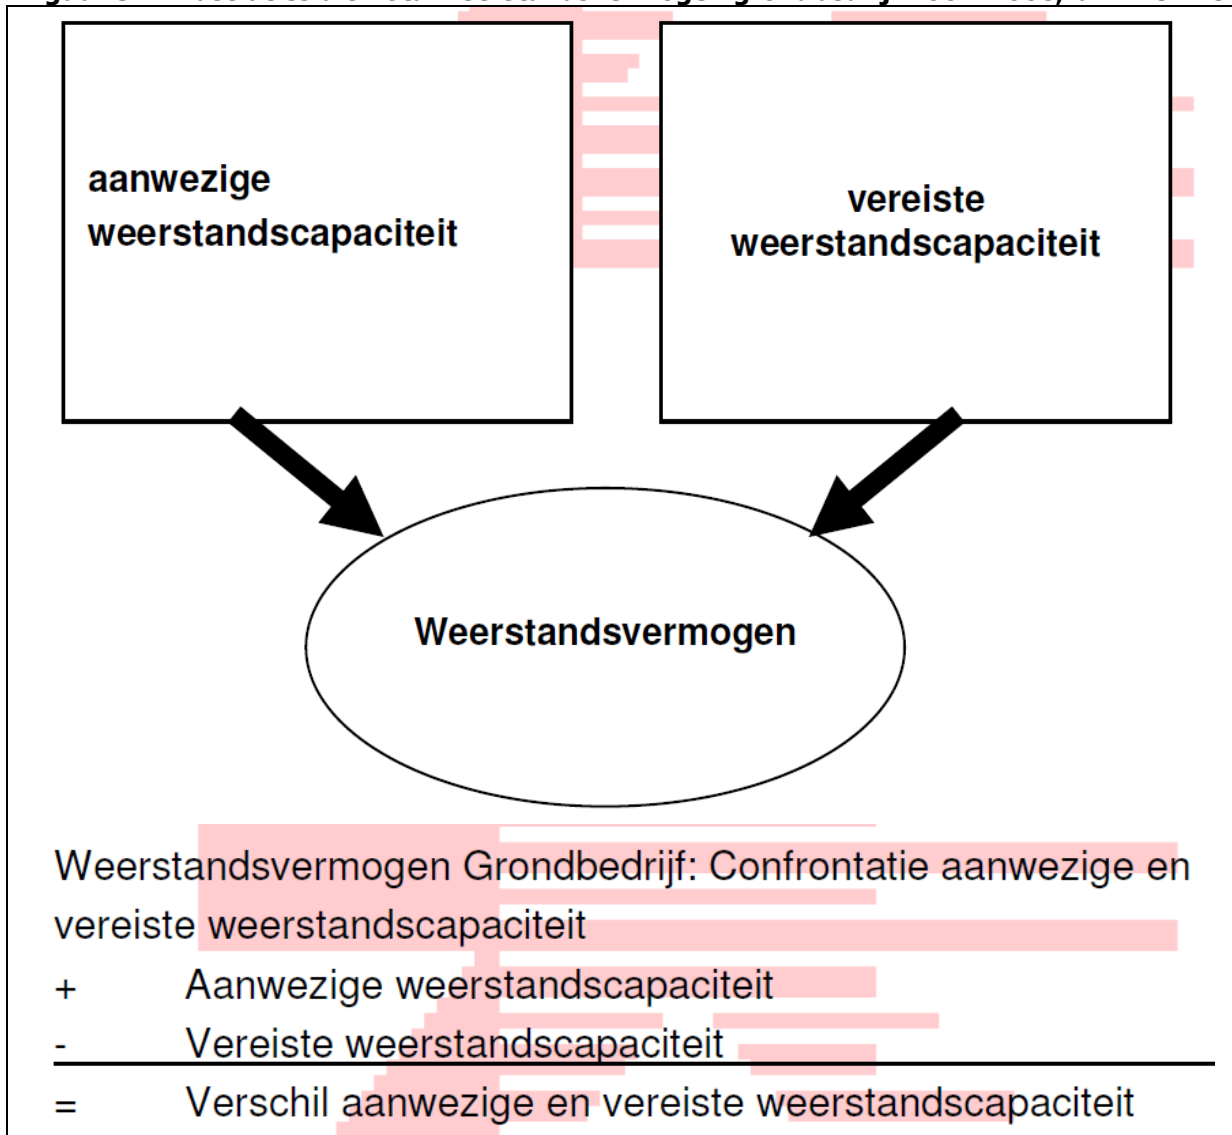 aanwezige
weerstandscapaciteit
vereiste
weerstandscapaciteit
Weerstandsvermogen
Weerstandsvermogen Grondbedrijf: Confrontatie aanwezige en
vereiste weerstandscapaciteit
+ Aanwezige weerstandscapaciteit
- Vereiste weerstandscapaciteit
= Verschil aanwezige en vereiste weerstandscapaciteit